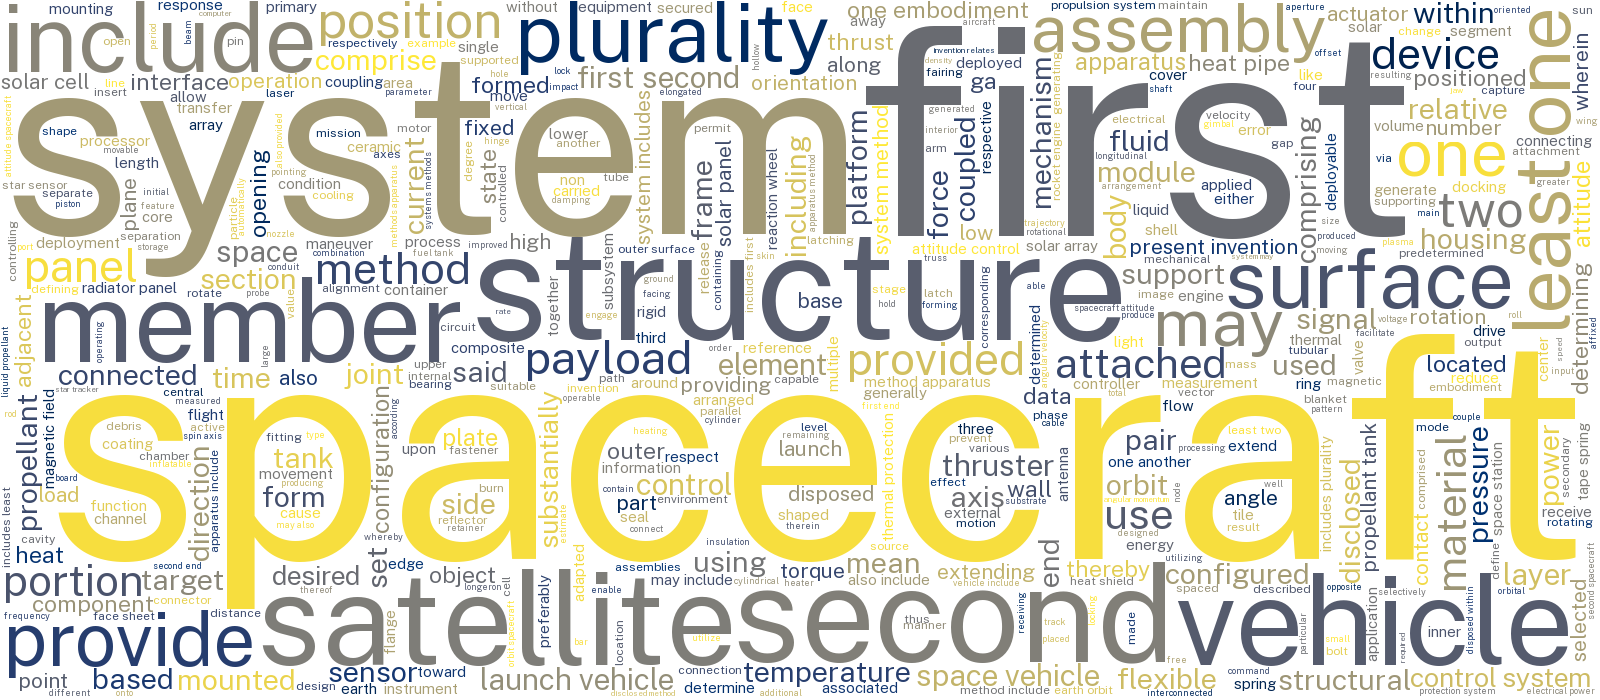 mounting
response
primary
include
position
respectively
example
comprise
single
supported
without
equipment
secured
plurality
face
one embodiment
away
thrust
along
aircraft
propulsion system
maintain
assembly
actuator
solar
within
oriented
change
segment
device
sun
aperture
offset
least one
wherein
solar cell
line
insert
interface
operation
coupling
area
parameter
formed
move
vertical
hole
lock
impact
first second
elongated
orientation
hollow
invention relates
density
fairing
deployed
ga
apparatus
heat pipe
cover
shaft
like
four
resulting
positioned
capture
relative
number
volume
system
first
allow
transfer
array
laser
open
period
beam
pin
computer
shape
processor
movable
length
star sensor
separate
piston
initial
feature
core
plane
opening
automatically
particle
also provided
pointing
mission
ceramic
axes
condition
cooling
motor
current
state
degree
hinge
controlled
fixed
lower
another
non
carried
damping
tube
system includes
frame
permit
solar panel
reaction wheel
including
apparatus method
platform
system method
generated
interior
arm
force
coupled
respective
mechanism
rocket engine
generating
electrical
fluid
longitudinal
module
arrangement
velocity
gimbal
error
gap
applied
either
comprising
deployable
via
one
connecting
attachment
wing
greater
docking
generate
supporting
main
two
attitude
size
produced
plasma
housing
predetermined
moving
liquid
shell
body
present invention
mechanical
trajectory
rotational
low
attitude control
solar array
truss
latching
controlling
port
deployment
separation
storage
nozzle
space
conduit
maneuver
combination
process
fuel tank
improved
high
outer surface
subsystem
release
containing
skin
includes first
panel
defining
radiator panel
rotate
probe
section
value
alignment
container
method
methods apparatus
systems methods
structure
together
engage
ground
facing
rigid
third
base
stage
hold
latch
forming
corresponding
able
spacecraft attitude
produce
support
image
engine
surface
member
adjacent
liquid propellant
operating
large
circuit
rate
composite
payload
order
reference
element
multiple
provided
light
determined
angular velocity
attached
may
signal
voltage
rotation
roll
facilitate
thermal
tubular
valve
drive
output
center
speed
input
determining
affixed
connected
time
also
joint
upper
internal
bearing
said
suitable
path
invention
operable
around
providing
capable
arranged
parallel
cylinder
method apparatus
generally
data
controller
total
mass
measurement
vector
used
ring
magnetic
blanket
pattern
located
reduce
embodiment
spacecraft
rod
propellant
star tracker
central
measured
magnetic field
flight
active
spin axis
debris
coating
chamber
inflatable
board
load
function
channel
direction
apparatus include
cavity
includes least
fitting
type
tank
movement
producing
form
cause
may also
configuration
according
whereby
upon
plate
fastener
burn
side
reflector
retainer
substantially
estimate
heating
outer
respect
information
contain
control
part
environment
seal
connect
insulation
level
remaining
launch
disposed
shaped
therein
source
thermal protection
three
prevent
various
thruster
effect
axis
wall
substrate
external
motion
designed
phase
cable
antenna
flow
pair
processing
one another
orbit
angular momentum
node
use
energy
utilizing
least two
extend
well
angle
tile
result
includes plurality
disclosed
propellant tank
mode
couple
contact
comprised
material
pressure
define
space station
power
secondary
tape spring
receive
rotating
heat
second end
portion
target
component
connector
frequency
face sheet
distance
desired
thereof
set
edge
object
longeron
cell
flange
preferably
adapted
enable
assemblies
may include
using
cylindrical
heater
torque
mean
also include
extending
vehicle include
end
heat shield
thereby
configured
spaced
described
opposite
selectively
orbital
layer
selected
second spacecraft
provide
satellite
second
vehicle
orbit spacecraft
bar
location
utilize
thus
manner
receiving
track
placed
looking
made
free
particular
small
bolt
application
required
inner
disposed within
point
different
based
onto
mounted
design
sensor
earth
instrument
toward
launch vehicle
disclosed method
connection
determine
temperature
additional
associated
space vehicle
method include
earth orbit
flexible
interconnected
command
spring
structural
control system
protection system
electrical power